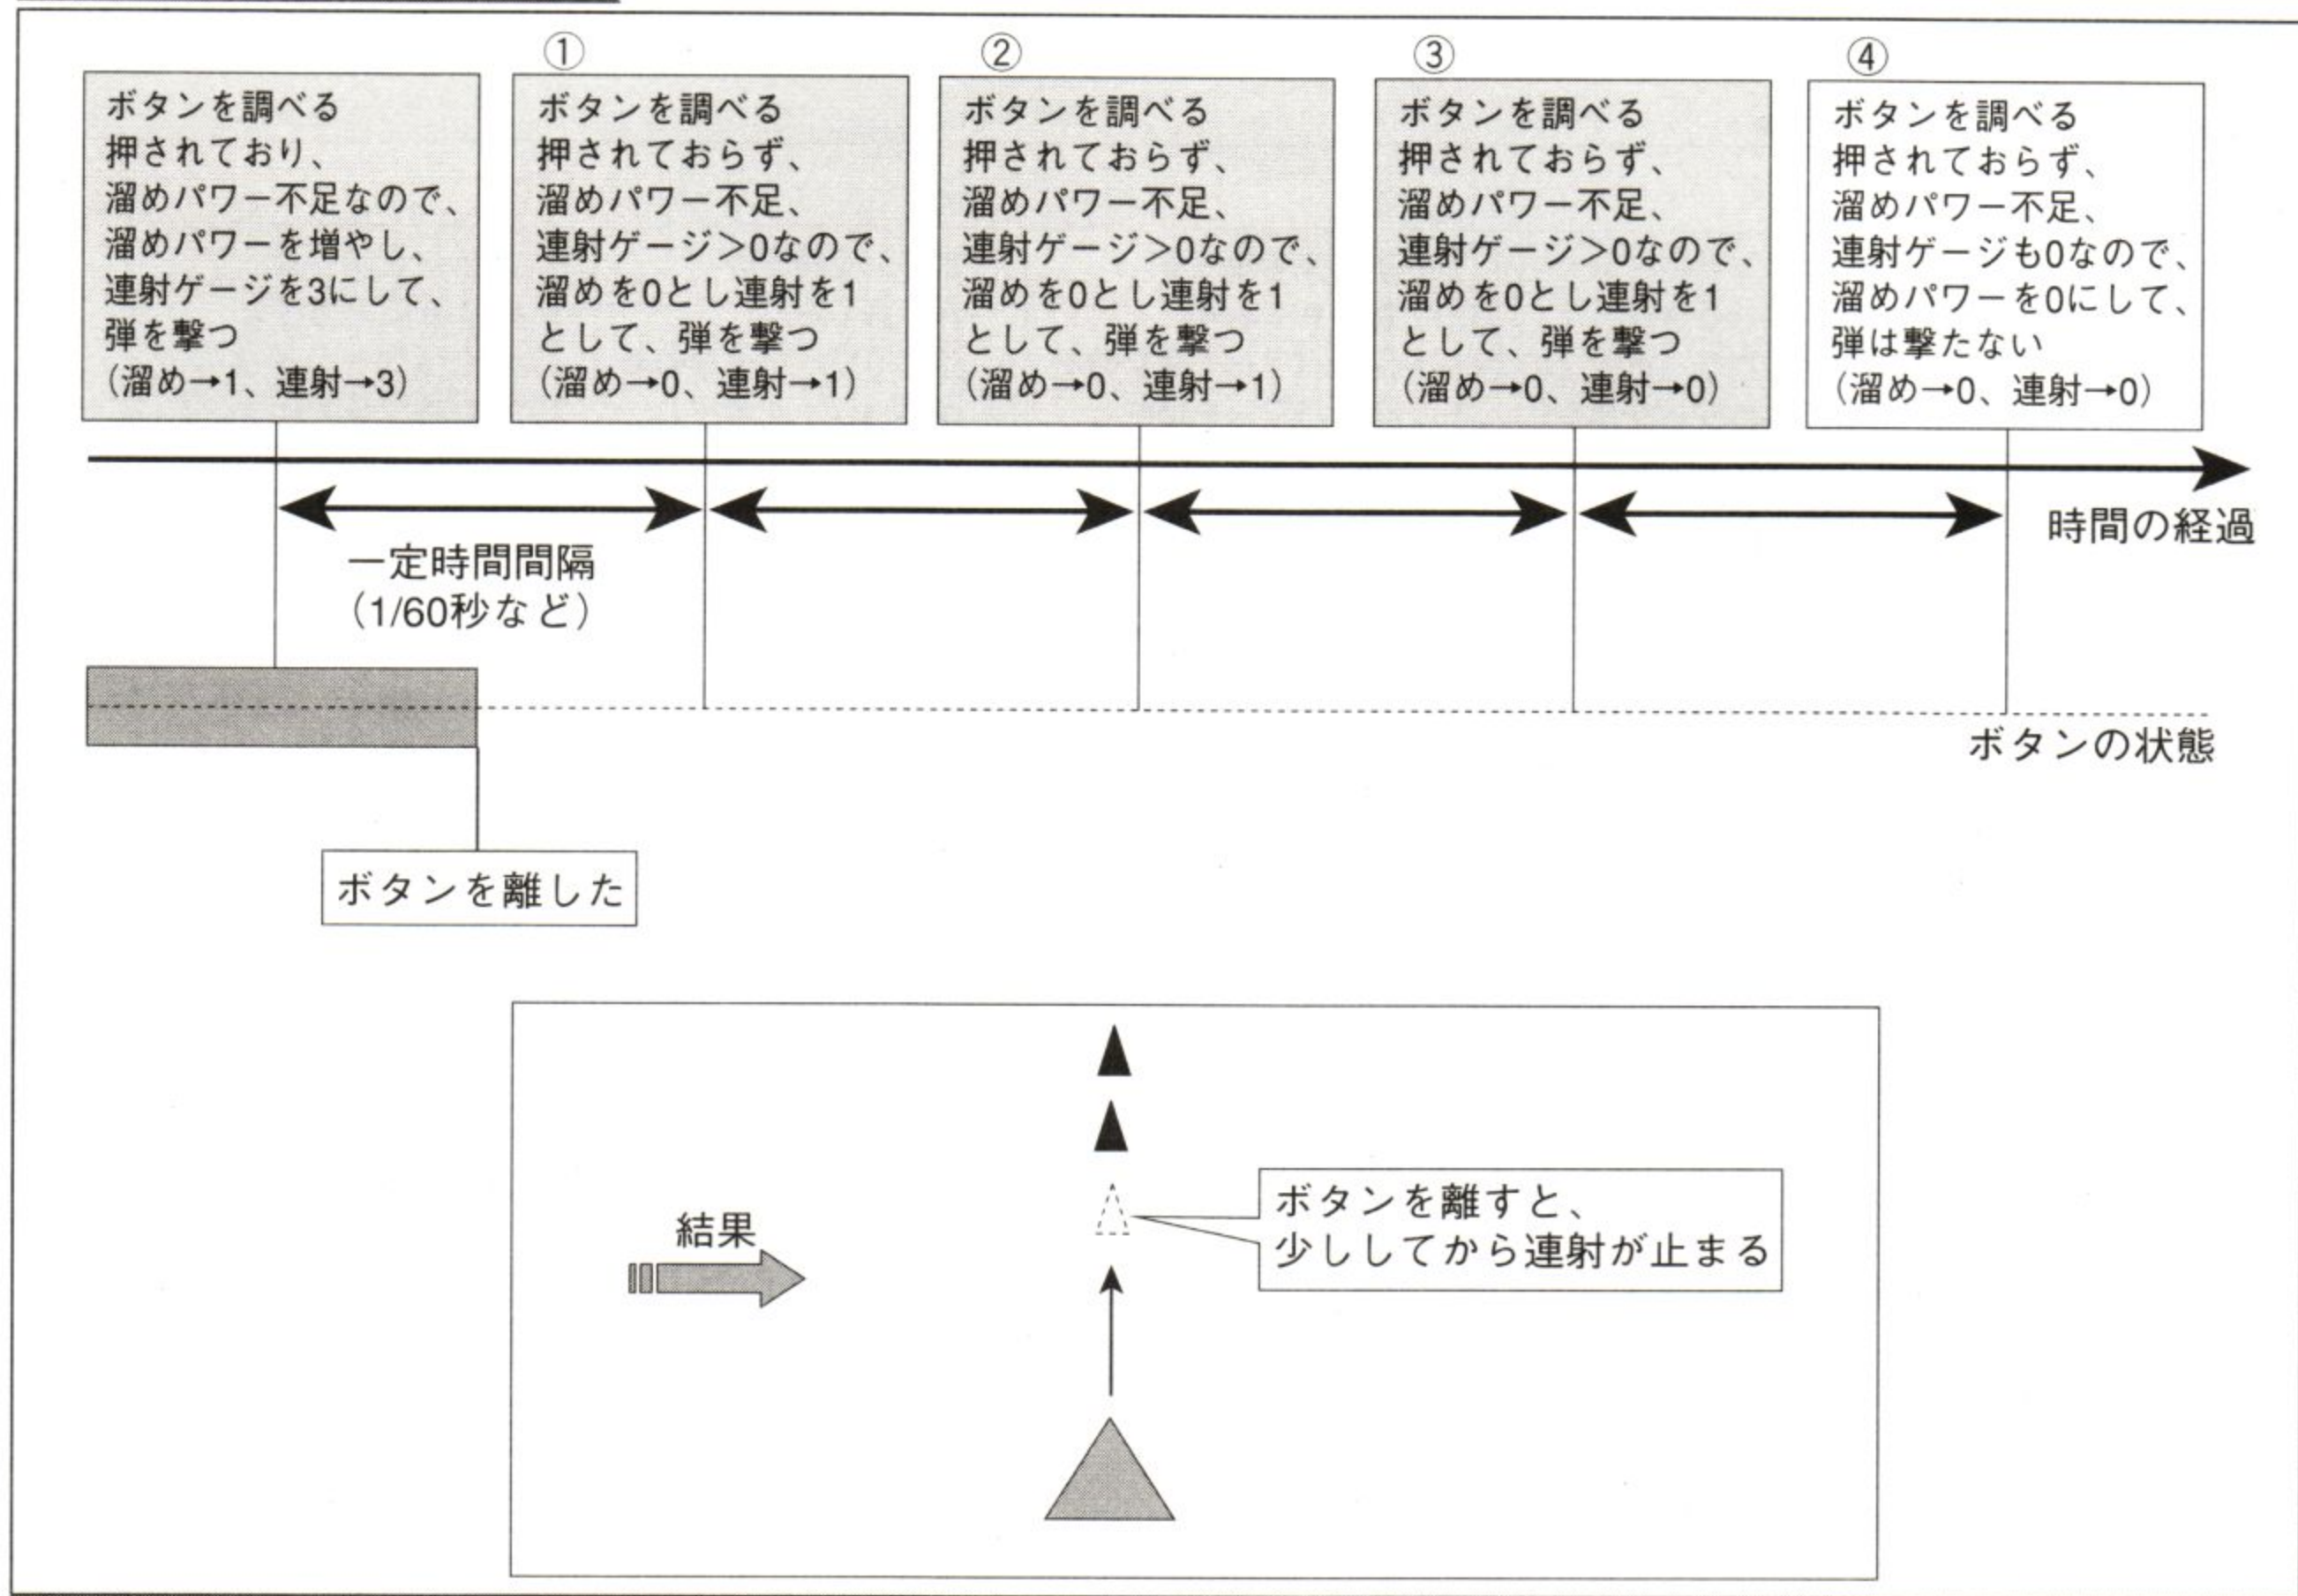 ボタンを調べる
押されており、
溜めパワー不足なので、
溜めパワーを増やし、
連射ゲージを3にして、
弾を撃つ
(溜め→1、連射→3)
①
ボタンを調べる
押されておらず、
溜めパワー不足、
連射ゲージ>0なので、
溜めを0とし連射を1
として、弾を撃つ
(溜め→0、連射→1)
②
ボタンを調べる
押されておらず、
溜めパワー不足、
連射ゲージ>0なので、
溜めを0とし連射を1
として、弾を撃つ
(溜め→0、連射→1)
③
ボタンを調べる
押されておらず、
溜めパワー不足、
連射ゲージ>0なので、
溜めを0とし連射を1
として、弾を撃つ
(溜め→0、連射→0)
④
ボタンを調べる
押されておらず、
溜めパワー不足、
連射ゲージも0なので、
溜めパワーを0にして、
弾は撃たない
(溜め→0、連射→0)
時間の経過
一定時間間隔
(1/60秒など)
ボタンの状態
ボタンを離した
結果
ボタンを離すと、
少ししてから連射が止まる